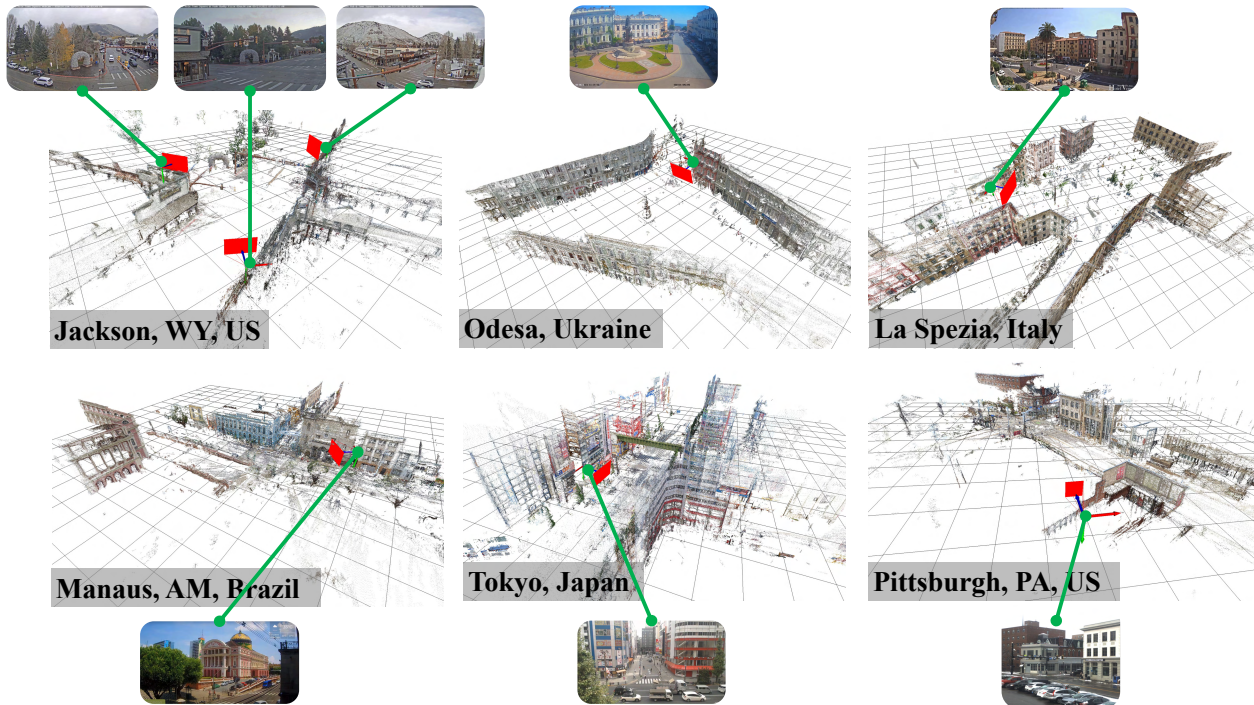 Jackson, WY, US
Odesa, Ukraine
La Spezia, Italy
Manaus, AM, Brazil
Tokyo, Japan
Pittsburgh, PA, US